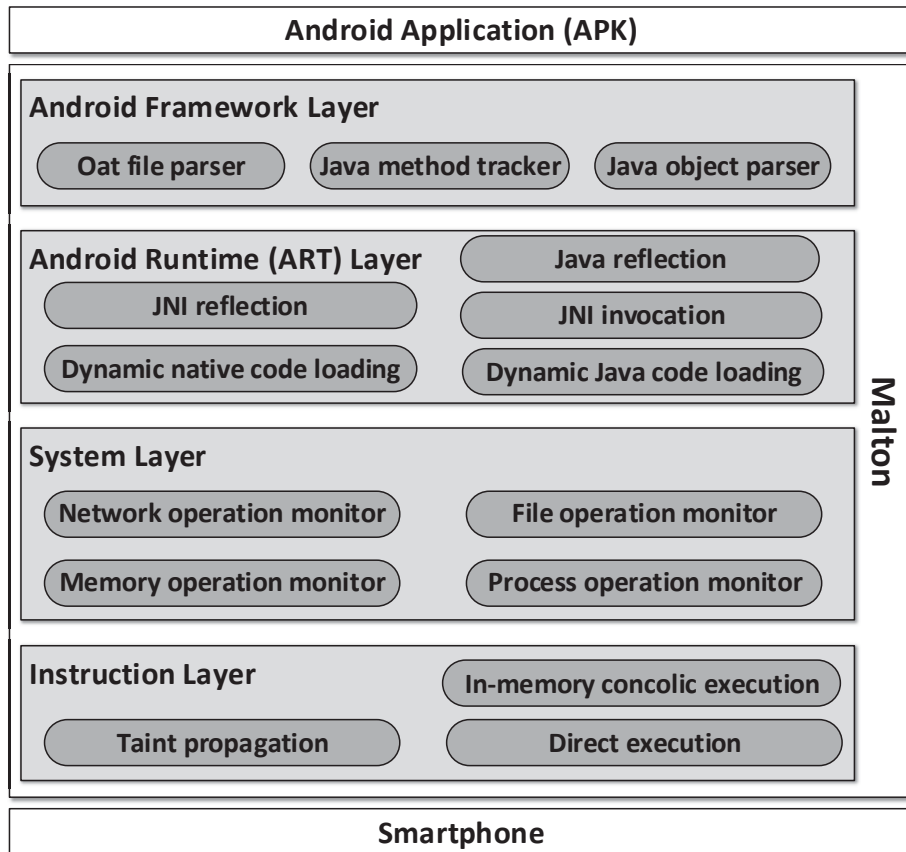 Android Application (APK)
Android Framework Layer
Oat file parser
Java method tracker
Java object parser
Android Runtime (ART) Layer
Java reflection
JNI reflection
JNI invocation
Dynamic native code loading
Dynamic Java code loading
System Layer
Network operation monitor
File operation monitor
Memory operation monitor
Process operation monitor
Instruction Layer
In-memory concolic execution
Taint propagation
Direct execution
Malton
Smartphone